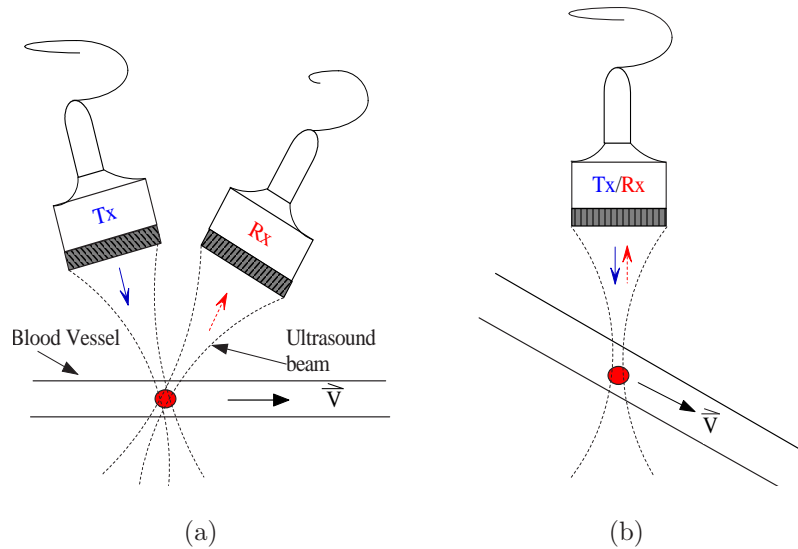 Tx
Rx
Blood Vessel
Ultrasound
beam
V
(a)
Tx/Rx
V
(b)